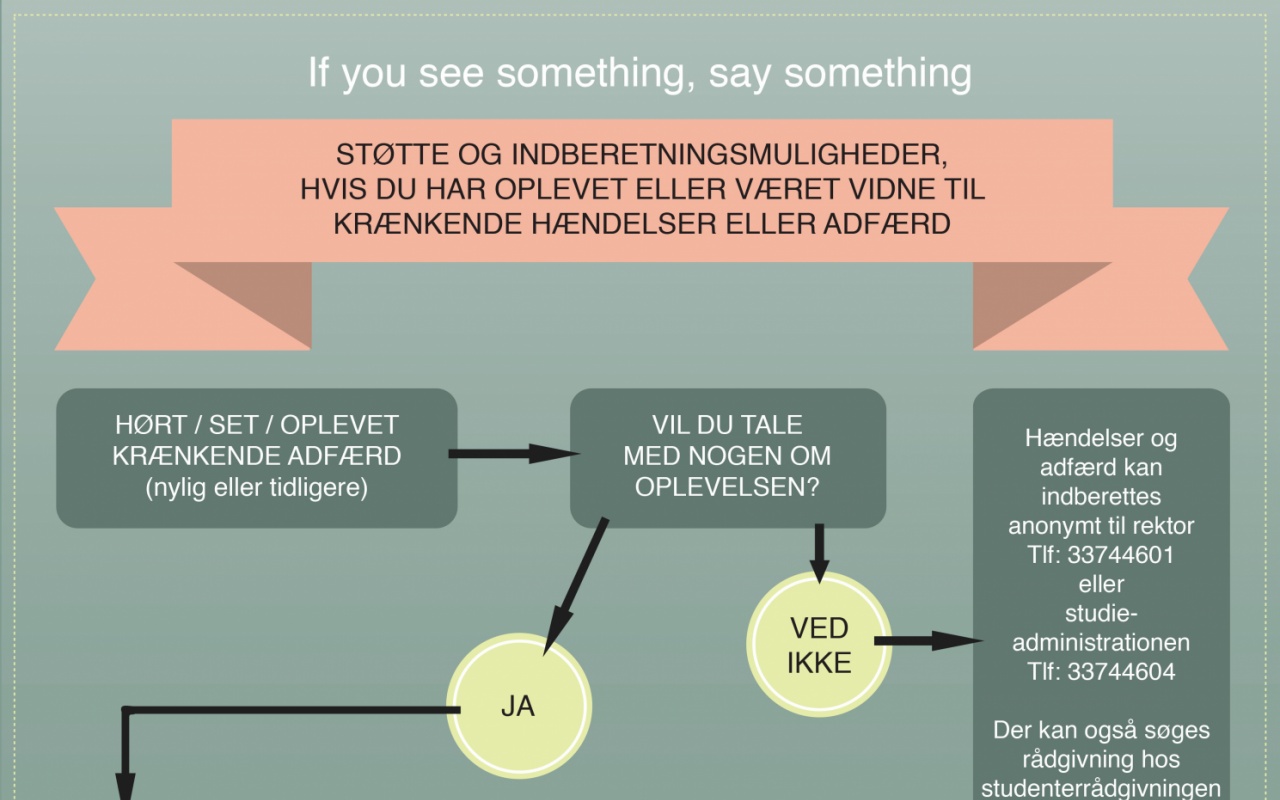 If you see something, say something
STØTTE OG INDBERETNINGSMULIGHEDER,
HVIS DU HAR OPLEVET ELLER VÆRET VIDNE TIL
KRÆNKENDE HÆNDELSER ELLER ADFÆRD
HØRT / SET / OPLEVET
KRÆNKENDE ADFÆRD
(nylig eller tidligere)
VIL DU TALE
MED NOGEN OM
OPLEVELSEN?
JA
VED
IKKE
Hændelser og
adfærd kan
indberettes
anonymt til rektor
Tlf: 33744601
eller
studie-
administrationen
Tlf: 33744604
Der kan også søges
rådgivning hos
studenterrådgivningen